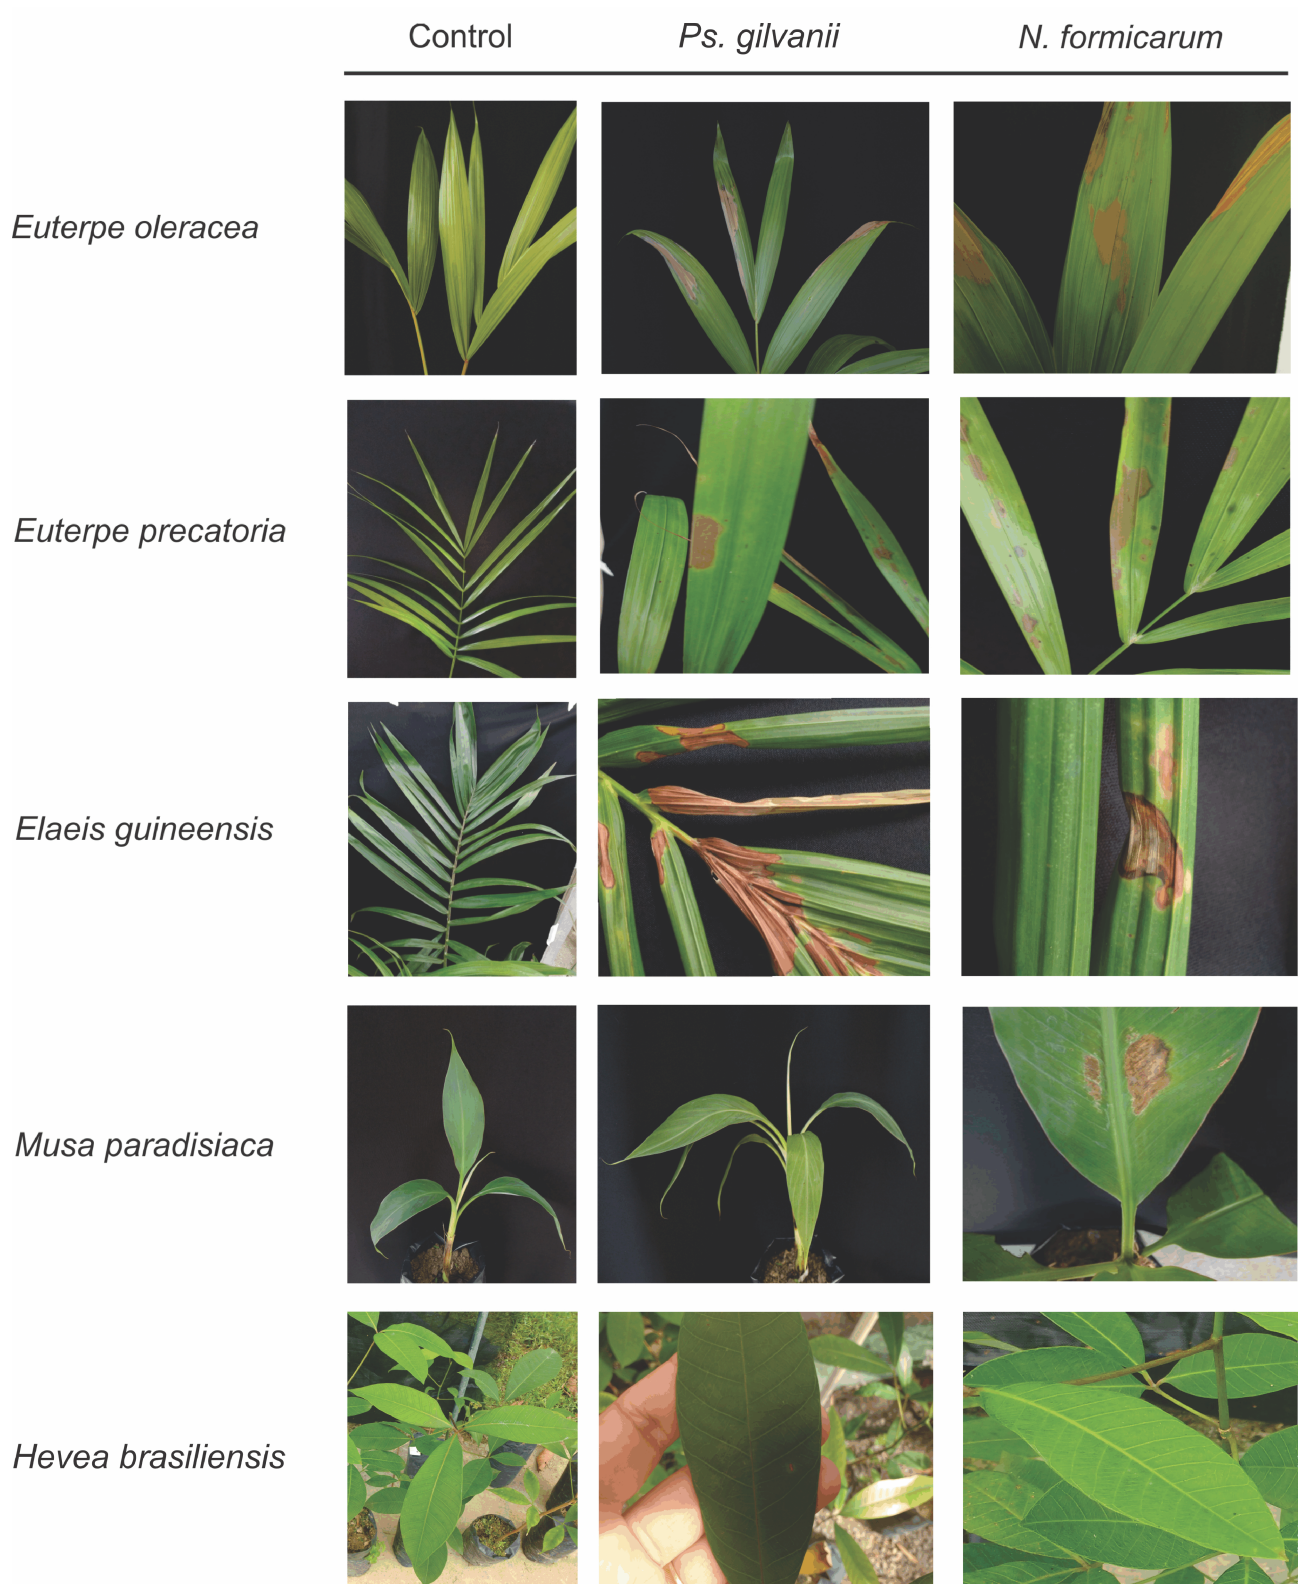 Control Ps. gilvanii N. formicarum
Euterpe oleracea
Euterpe precatoria
Elaeis guineensis
Musa paradisiaca
Hevea brasiliensis